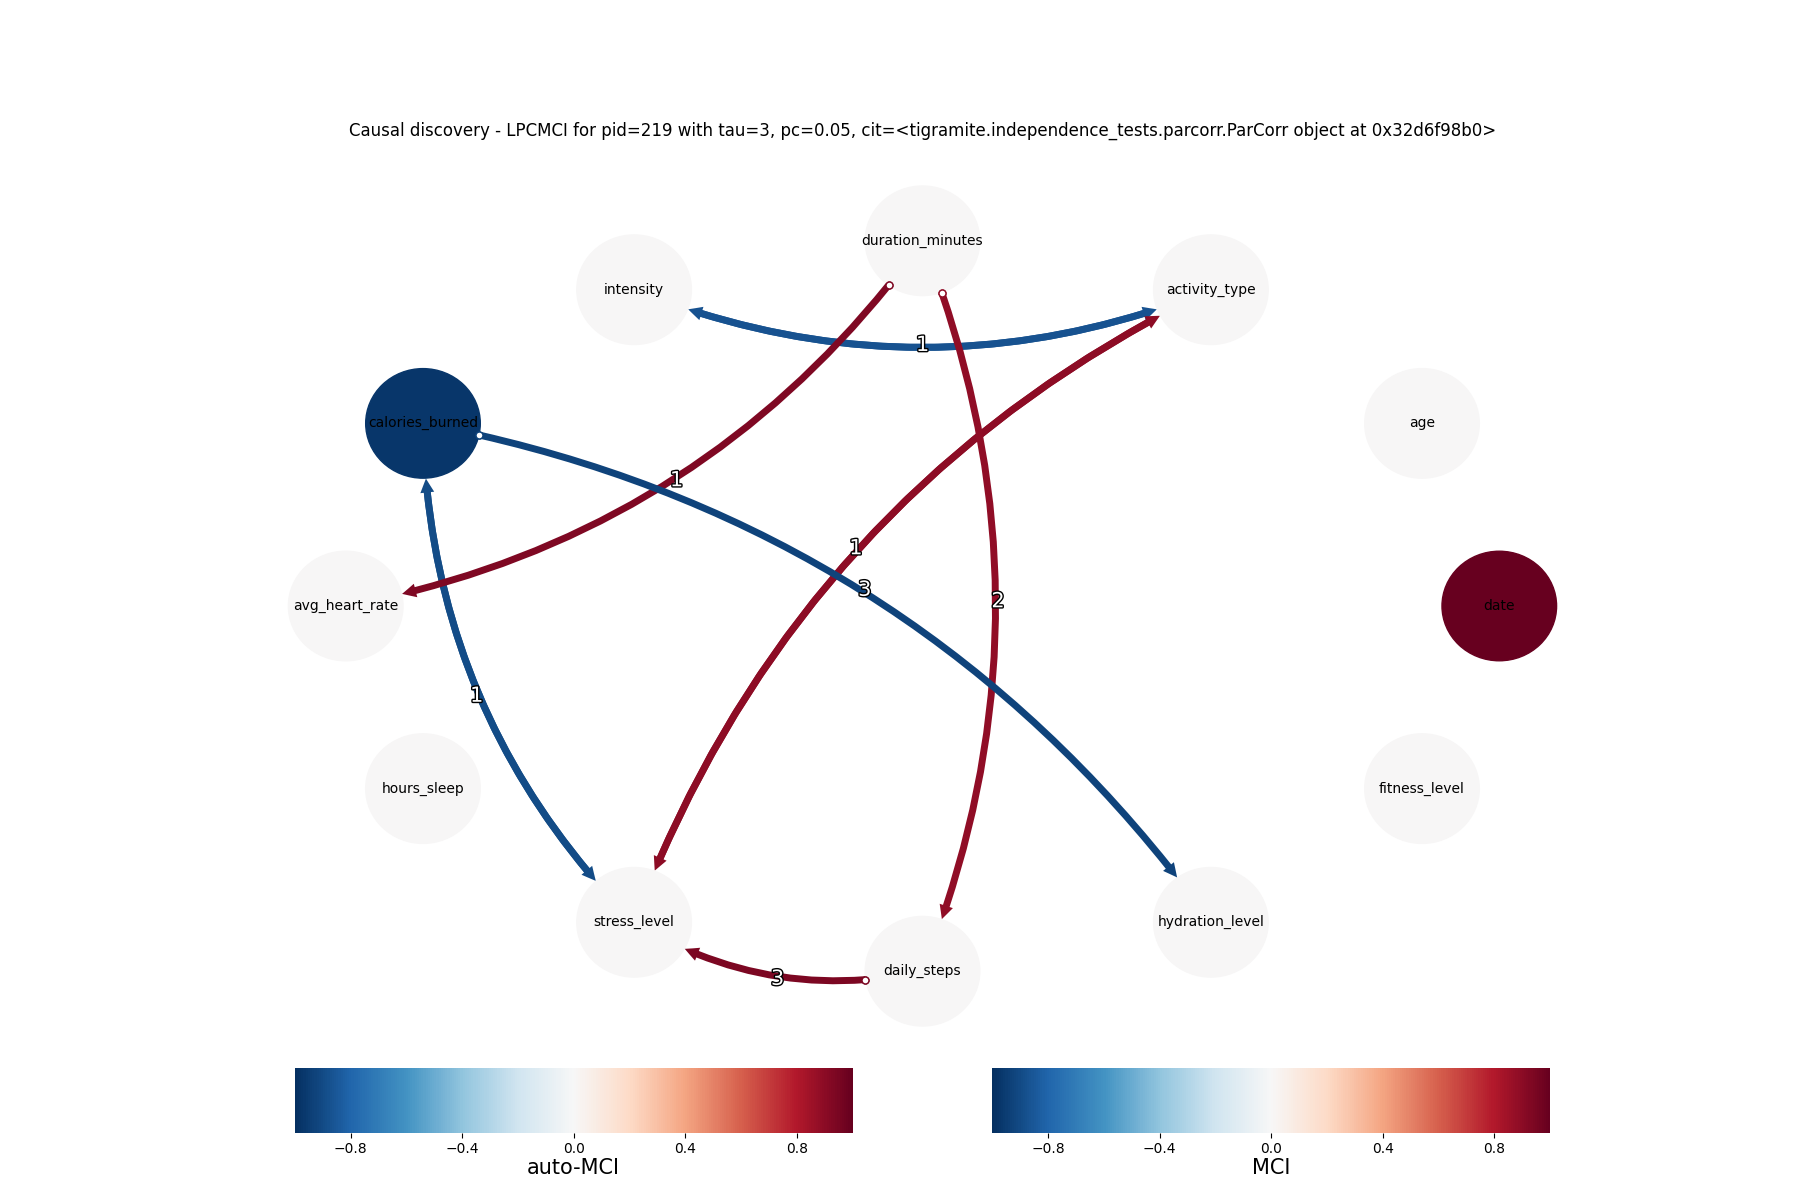 Causal discovery - LPCMCI for pid=219 with tau=3, pc=0.05, cit=<tigramite.independence_tests.parcorr.ParCorr object at 0x32d6f98b0>
duration_minutes
intensity
activity_type
1
calories_burned
age
1
1
3
2
avg_heart_rate
date
1
hours_sleep
fitness_level
stress_level
hydration_level
daily_steps
3
−0.8 −0.4 0.0 0.4 0.8
auto-MCI
−0.8 −0.4 0.0 0.4 0.8
MCI